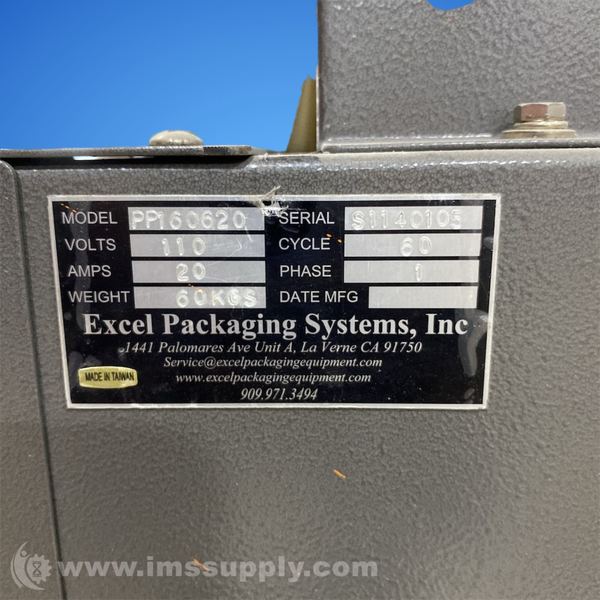 MODEL PP160620 SERIAL S1140105
VOLTS 110 CYCLE 60
AMPS 20 PHASE 1
WEIGHT 60KGS DATE MFG
Excel Packaging Systems, Inc
1441 Palomares Ave Unit A, La Verne CA 91750
Service@excelpackagingequipment.com
MADE IN TAIWAN
www.excelpackagingequipment.com
909.971.3494
www.imssupply.com